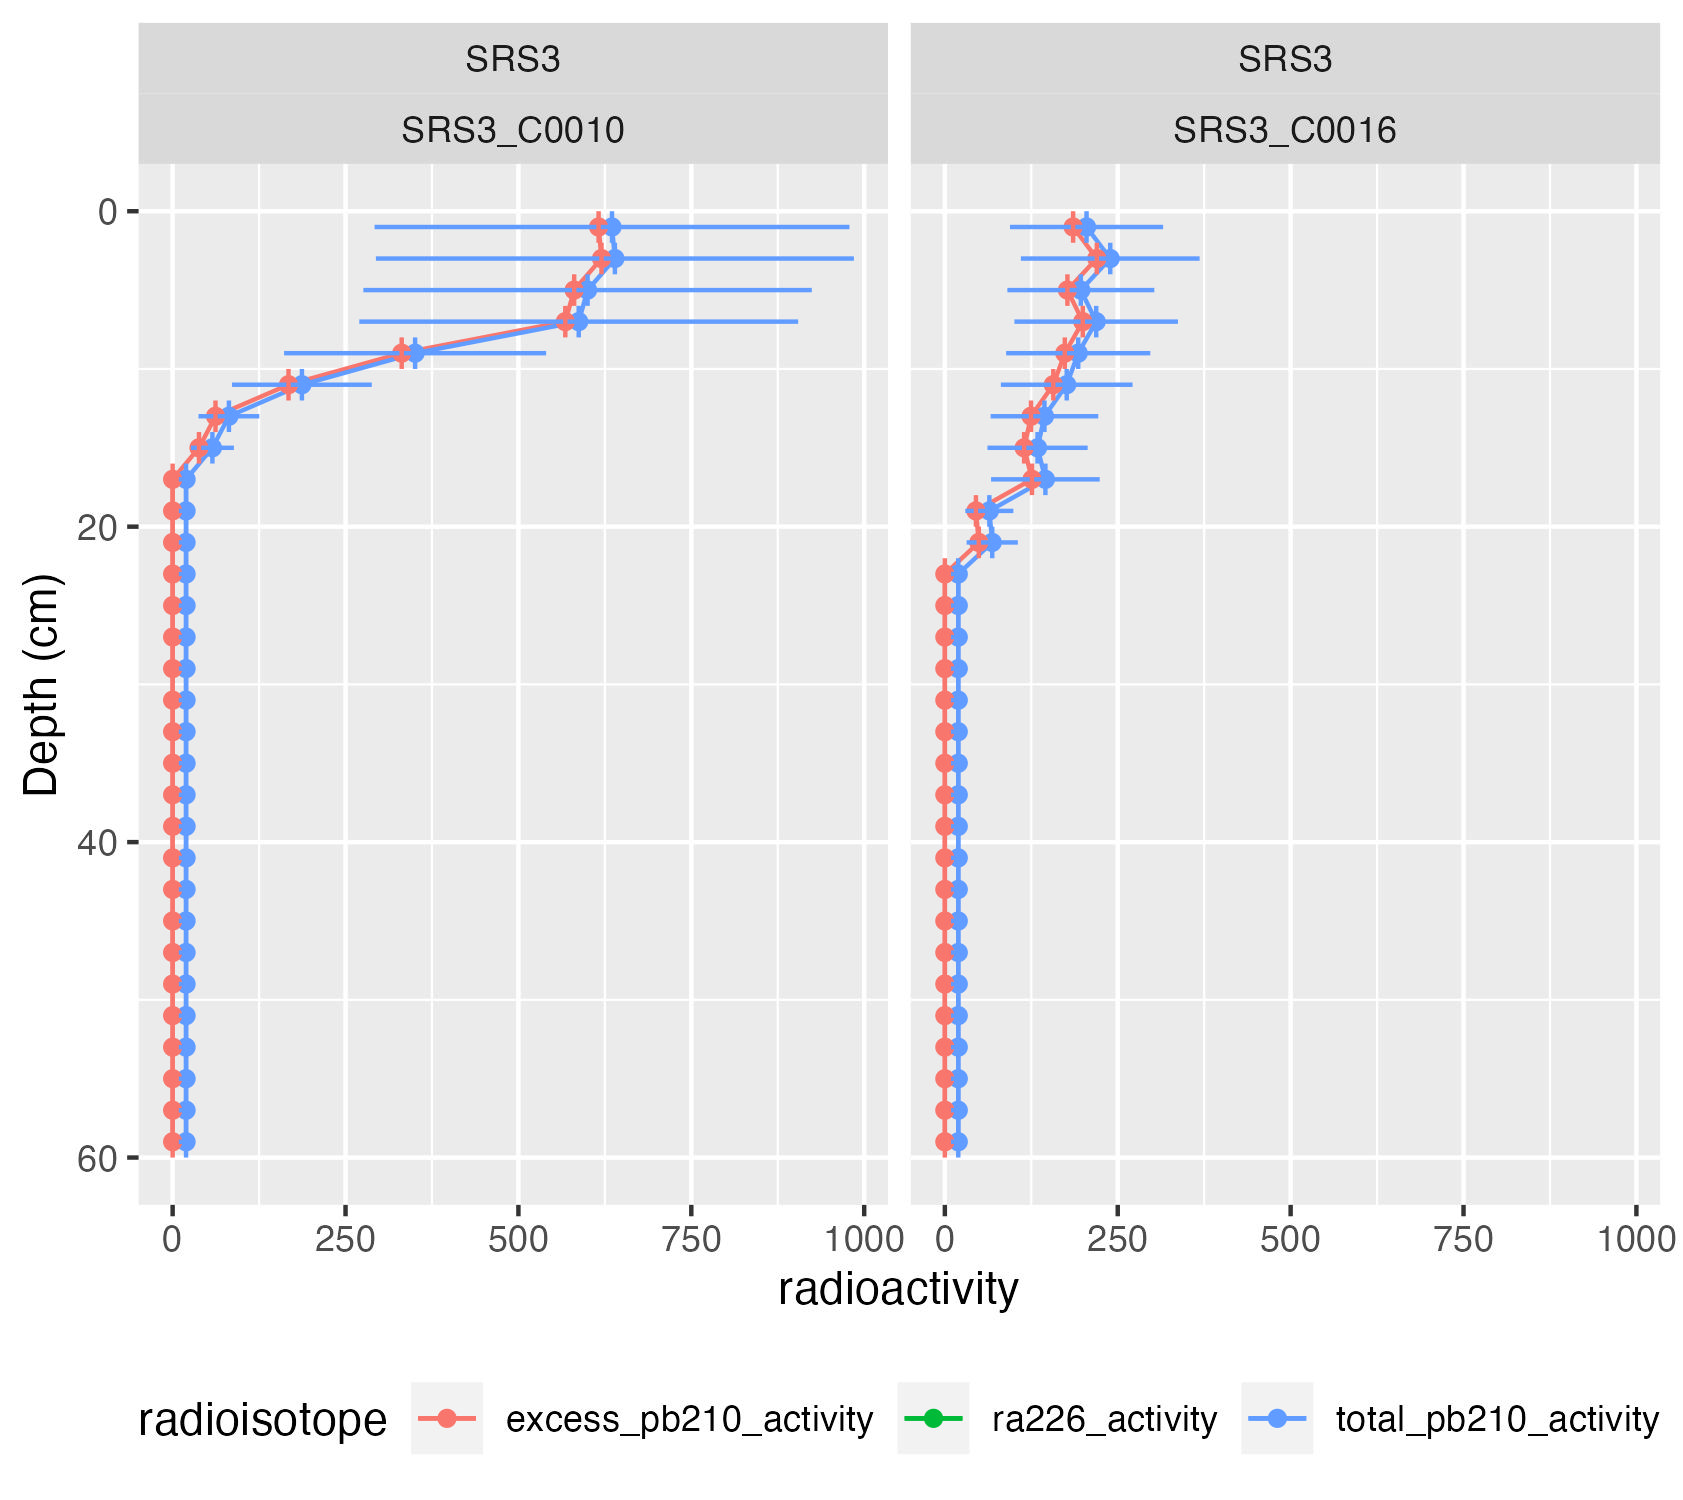 SRS3 SRS3
SRS3_C0010 SRS3_C0016
0
20
40
60
Depth (cm)
0 250 500 750 1000 0 250 500 750 1000
radioactivity
radioisotope excess_pb210_activity ra226_activity total_pb210_activity